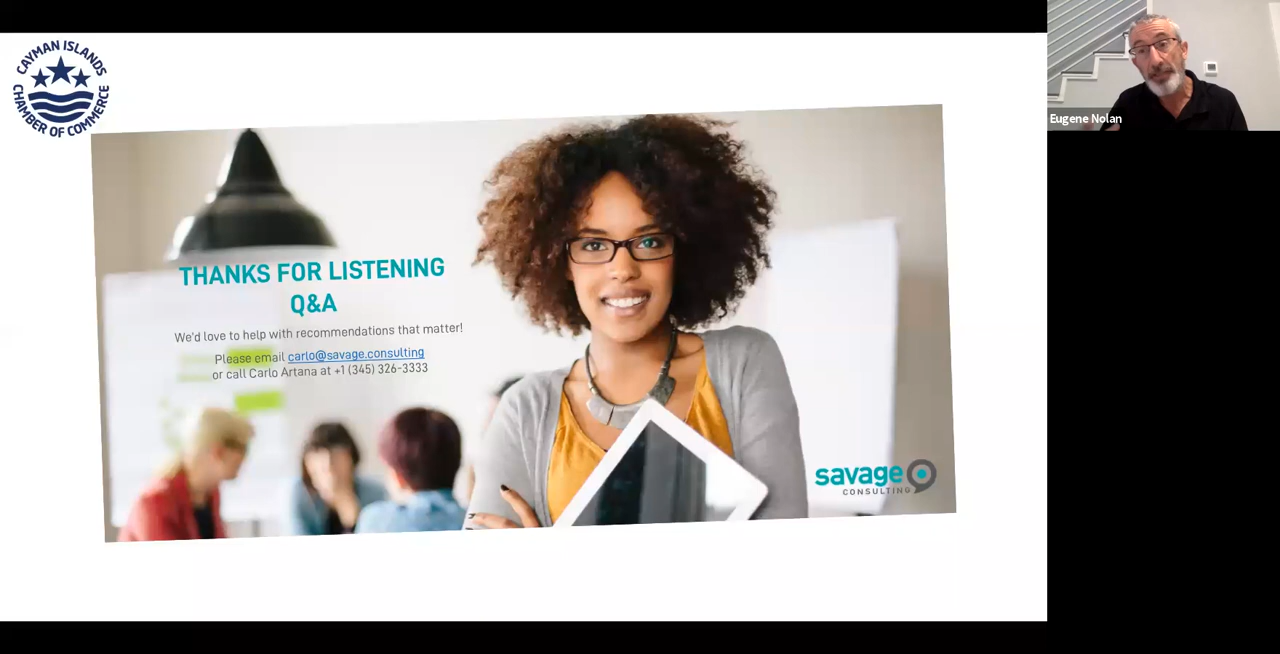 CAYMAN ISLANDS
CHAMBER OF COMMERCE
Eugene Nolan
THANKS FOR LISTENING
Q&A
We'd love to help with recommendations that matter!
Please email carlo@savage.consulting
or call Carlo Artana at +1 (345) 326-3333
savage
CONSULTING